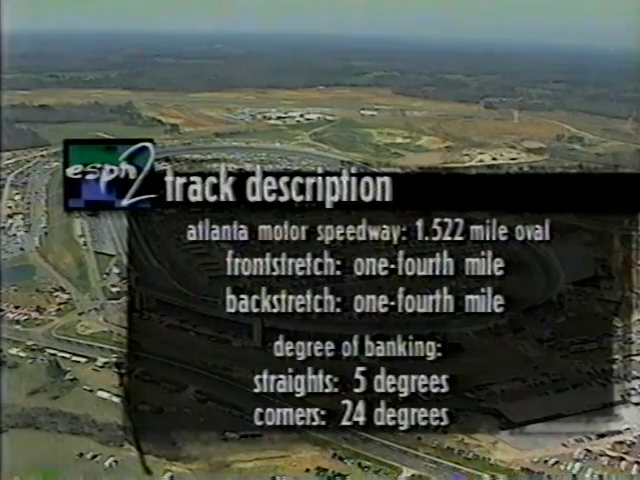 espn2
track description
atlanta motor speedway: 1.522 mile oval
frontstretch: one-fourth mile
backstretch: one-fourth mile
degree of banking:
straights: 5 degrees
corners: 24 degrees